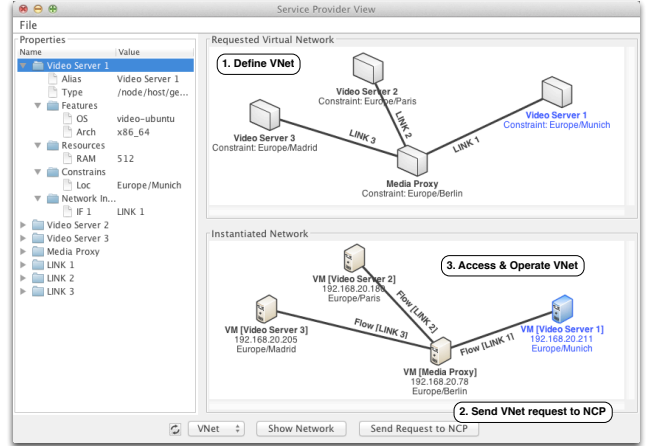 Service Provider View
File
Properties
Name Value
Video Server 1
Alias Video Server 1
Type /node/host/ge...
Features
OS video-ubuntu
Arch x86_64
Resources
RAM 512
Constrains
Loc Europe/Munich
Network In...
IF 1 LINK 1
Video Server 2
Video Server 3
Media Proxy
LINK 1
LINK 2
LINK 3
Requested Virtual Network
1. Define VNet
Video Server 2
Constraint: Europe/Paris
Video Server 1
Constraint: Europe/Munich
Video Server 3
Constraint: Europe/Madrid
LINK 3
LINK 2
LINK 1
Media Proxy
Constraint: Europe/Berlin
Instantiated Network
3. Access & Operate VNet
VM [Video Server 2]
192.168.20.180
Europe/Paris
VM [Video Server 3]
192.168.20.205
Europe/Madrid
Flow [LINK 3]
Flow [LINK 2]
Flow [LINK 1]
VM [Video Server 1]
192.168.20.211
Europe/Munich
VM [Media Proxy]
192.168.20.78
Europe/Berlin
2. Send VNet request to NCP
VNet
Show Network
Send Request to NCP